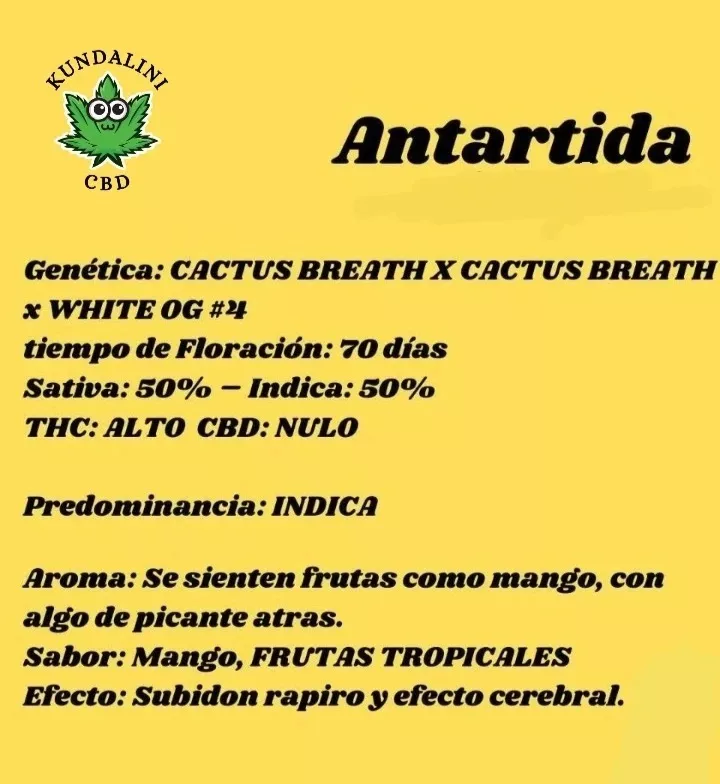 KUNDALINI
CBD
Antartida
Genética: CACTUS BREATH X CACTUS BREATH
x WHITE OG #4
tiempo de Floración: 70 días
Sativa: 50% – Indica: 50%
THC: ALTO CBD: NULO
Predominancia: INDICA
Aroma: Se sienten frutas como mango, con
algo de picante atras.
Sabor: Mango, FRUTAS TROPICALES
Efecto: Subidon rapiro y efecto cerebral.